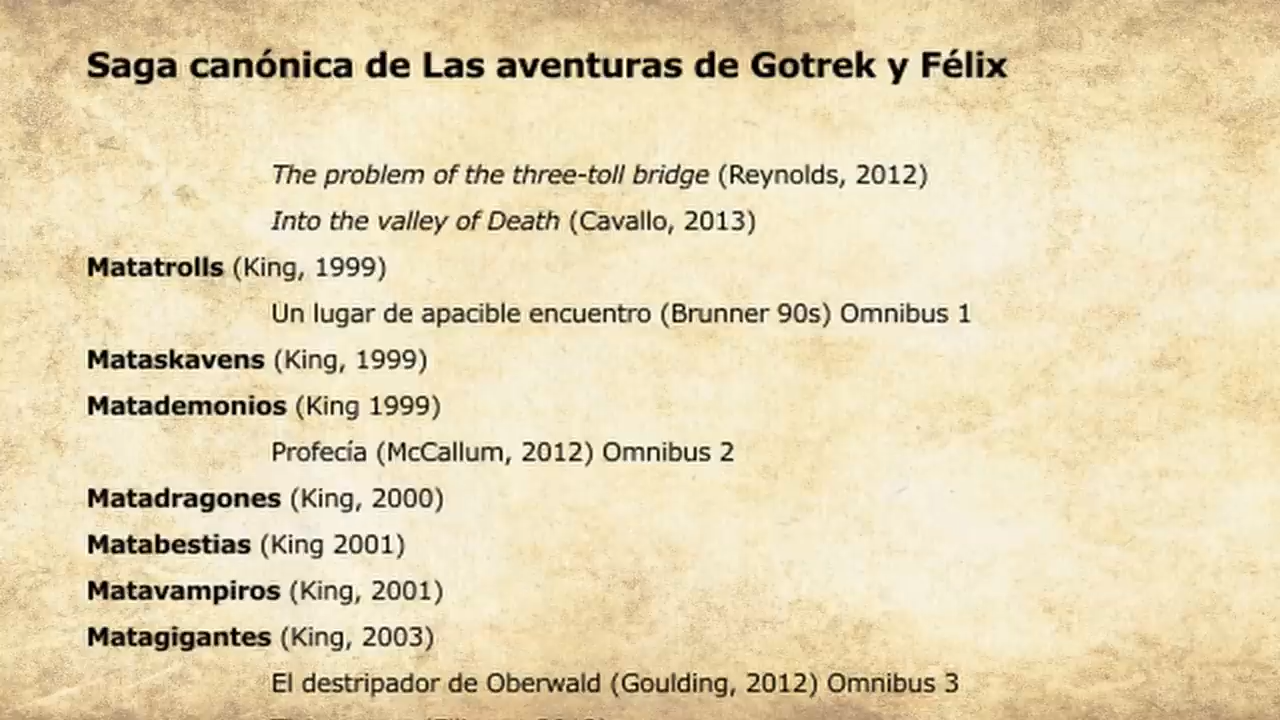 Saga canónica de Las aventuras de Gotrek y Félix
The problem of the three-toll bridge (Reynolds, 2012)
Into the valley of Death (Cavallo, 2013)
Matatrolls (King, 1999)
Un lugar de apacible encuentro (Brunner 90s) Omnibus 1
Mataskavens (King, 1999)
Matademonios (King 1999)
Profecía (McCallum, 2012) Omnibus 2
Matadragones (King, 2000)
Matabestias (King 2001)
Matavampiros (King, 2001)
Matagigantes (King, 2003)
El destripador de Oberwald (Goulding, 2012) Omnibus 3